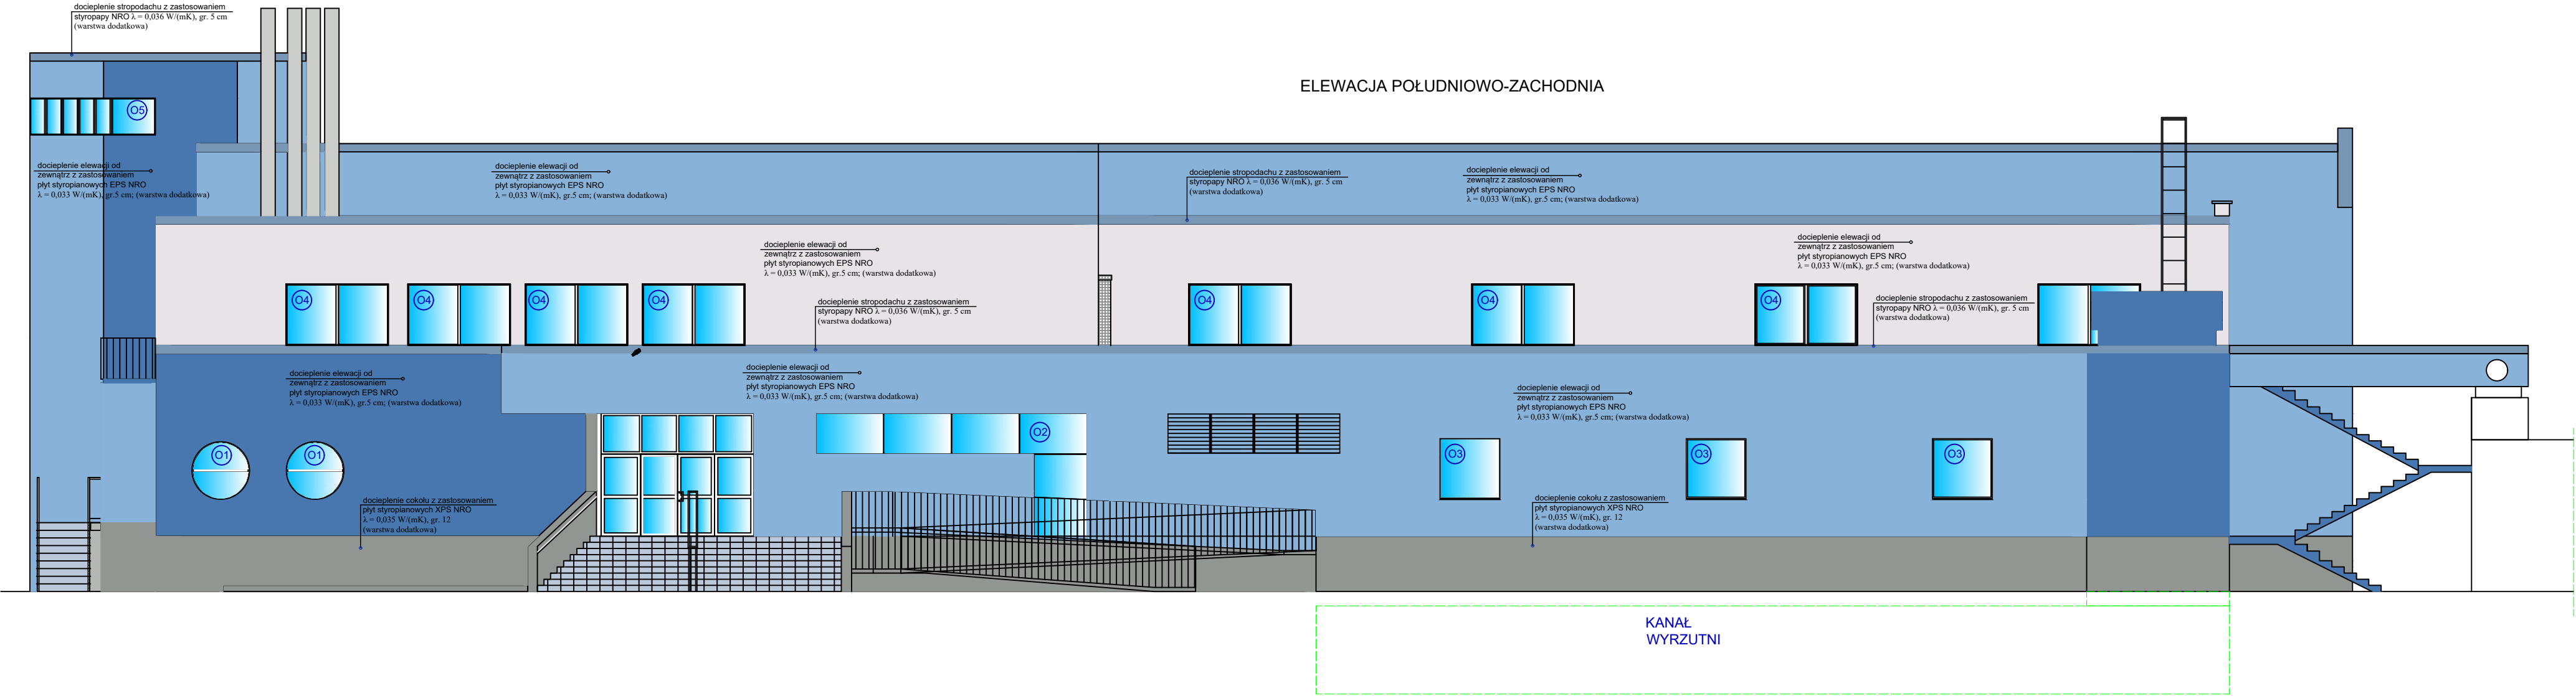 docieplenie stropodachu z zastosowaniem
styropapy NRO λ = 0,036 W/(mK), gr. 5 cm
(warstwa dodatkowa)
ELEWACJA POŁUDNIOWO-ZACHODNIA
O5
docieplenie elewacji od
zewnątrz z zastosowaniem
płyt styropianowych EPS NRO
λ = 0,033 W/(mK), gr.5 cm; (warstwa dodatkowa)
docieplenie elewacji od
zewnątrz z zastosowaniem
płyt styropianowych EPS NRO
λ = 0,033 W/(mK), gr.5 cm; (warstwa dodatkowa)
docieplenie stropodachu z zastosowaniem
styropapy NRO λ = 0,036 W/(mK), gr. 5 cm
(warstwa dodatkowa)
docieplenie elewacji od
zewnątrz z zastosowaniem
płyt styropianowych EPS NRO
λ = 0,033 W/(mK), gr.5 cm; (warstwa dodatkowa)
docieplenie elewacji od
zewnątrz z zastosowaniem
płyt styropianowych EPS NRO
λ = 0,033 W/(mK), gr.5 cm; (warstwa dodatkowa)
docieplenie elewacji od
zewnątrz z zastosowaniem
płyt styropianowych EPS NRO
λ = 0,033 W/(mK), gr.5 cm; (warstwa dodatkowa)
O4
O4
O4
O4
docieplenie stropodachu z zastosowaniem
styropapy NRO λ = 0,036 W/(mK), gr. 5 cm
(warstwa dodatkowa)
O4
O4
O4
docieplenie stropodachu z zastosowaniem
styropapy NRO λ = 0,036 W/(mK), gr. 5 cm
(warstwa dodatkowa)
docieplenie elewacji od
zewnątrz z zastosowaniem
płyt styropianowych EPS NRO
λ = 0,033 W/(mK), gr.5 cm; (warstwa dodatkowa)
docieplenie elewacji od
zewnątrz z zastosowaniem
płyt styropianowych EPS NRO
λ = 0,033 W/(mK), gr.5 cm; (warstwa dodatkowa)
docieplenie elewacji od
zewnątrz z zastosowaniem
płyt styropianowych EPS NRO
λ = 0,033 W/(mK), gr.5 cm; (warstwa dodatkowa)
O1
O1
O2
O3
O3
O3
docieplenie cokołu z zastosowaniem
płyt styropianowych XPS NRO
λ = 0,035 W/(mK), gr. 12
(warstwa dodatkowa)
docieplenie cokołu z zastosowaniem
płyt styropianowych XPS NRO
λ = 0,035 W/(mK), gr. 12
(warstwa dodatkowa)
KANAŁ
WYRZUTNI